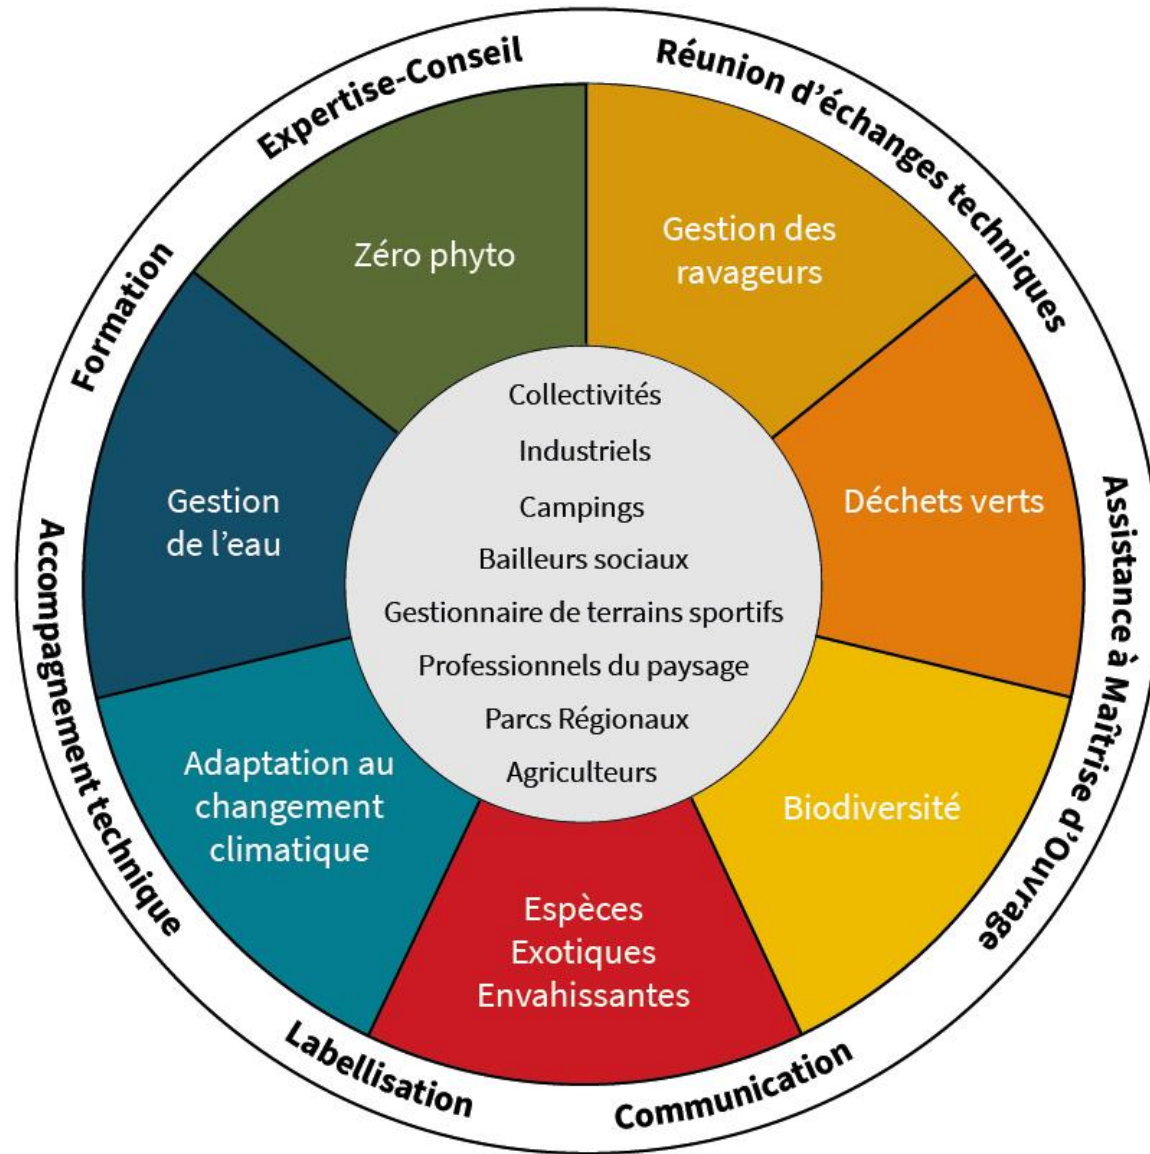 Expertise-Conseil
Réunion d'échanges techniques
Assistance à Maîtrise d'Ouvrage
Communication
Labellisation
Accompagnement technique
Formation
Zéro phyto
Gestion des
ravageurs
Déchets verts
Biodiversité
Espèces
Exotiques
Envahissantes
Adaptation au
changement
climatique
Gestion
de l'eau
Collectivités
Industriels
Campings
Bailleurs sociaux
Gestionnaire de terrains sportifs
Professionnels du paysage
Parcs Régionaux
Agriculteurs